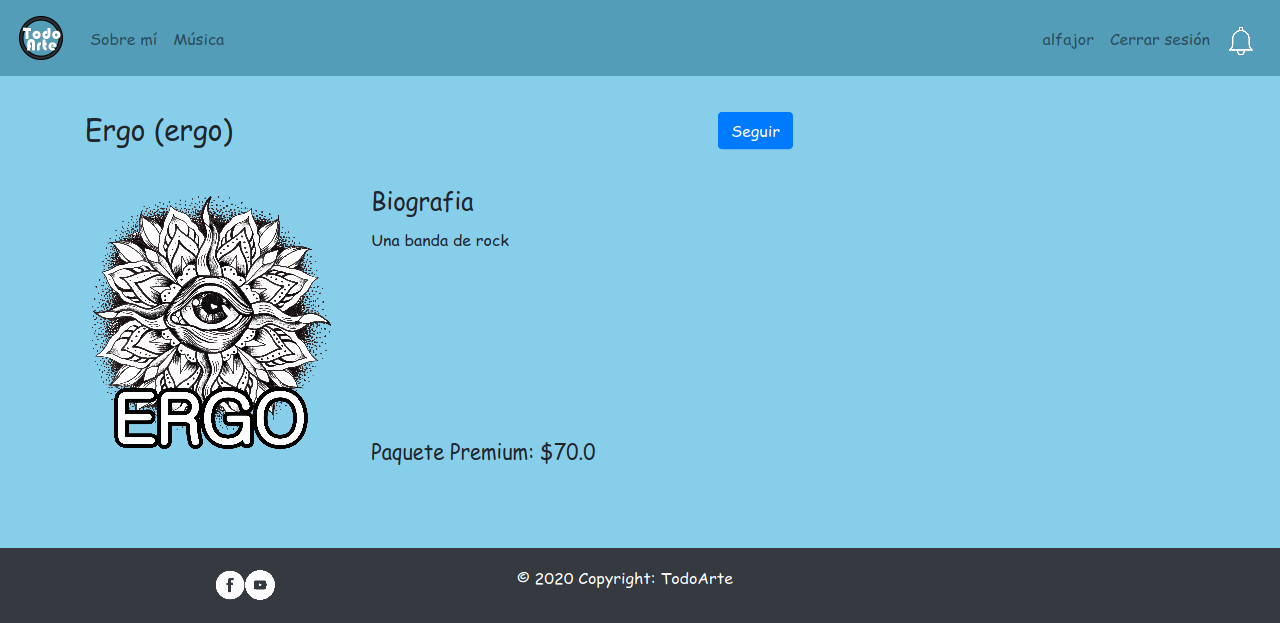 Todo
Arte
Sobre mí Música alfajor Cerrar sesión
Ergo (ergo) Seguir
Biografia
Una banda de rock
ERGO
Paquete Premium: $70.0
© 2020 Copyright: TodoArte